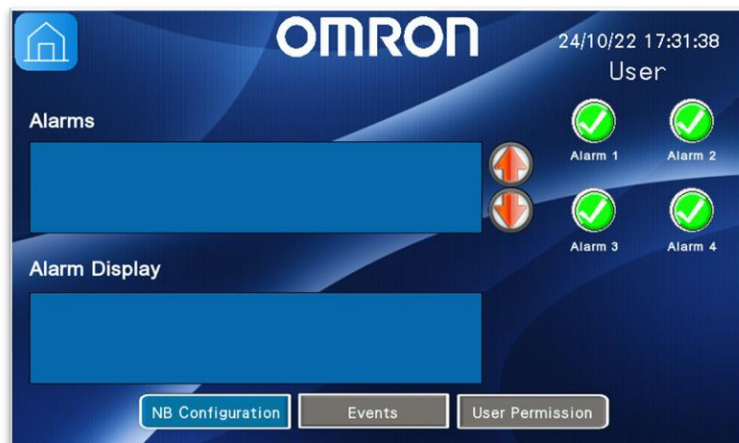 OMRON
24/10/22 17:31:38
User
Alarms
Alarm 1
Alarm 2
Alarm 3
Alarm 4
Alarm Display
NB Configuration
Events
User Permission